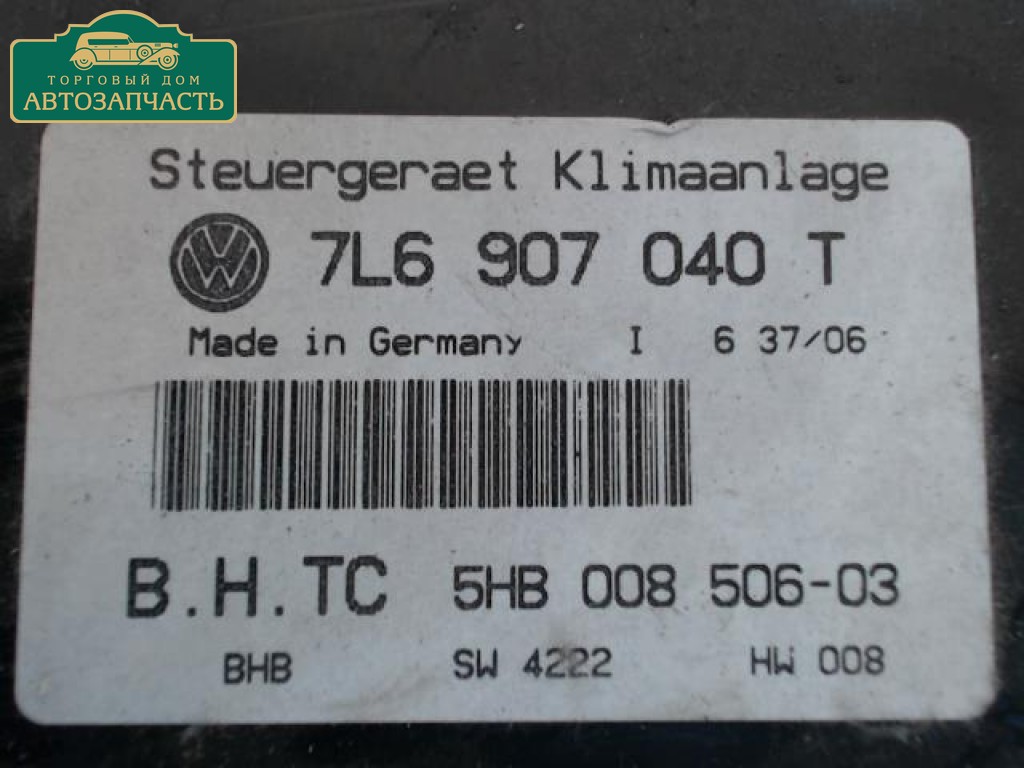 ТОРГОВЫЙ ДОМ
АВТОЗАПЧАСТЬ
Steuergeraet Klimaanlage
VW 7L6 907 040 T
Made in Germany I 6 37/06
B.H.TC 5HB 008 506-03
BHB SW 4222 HW 008